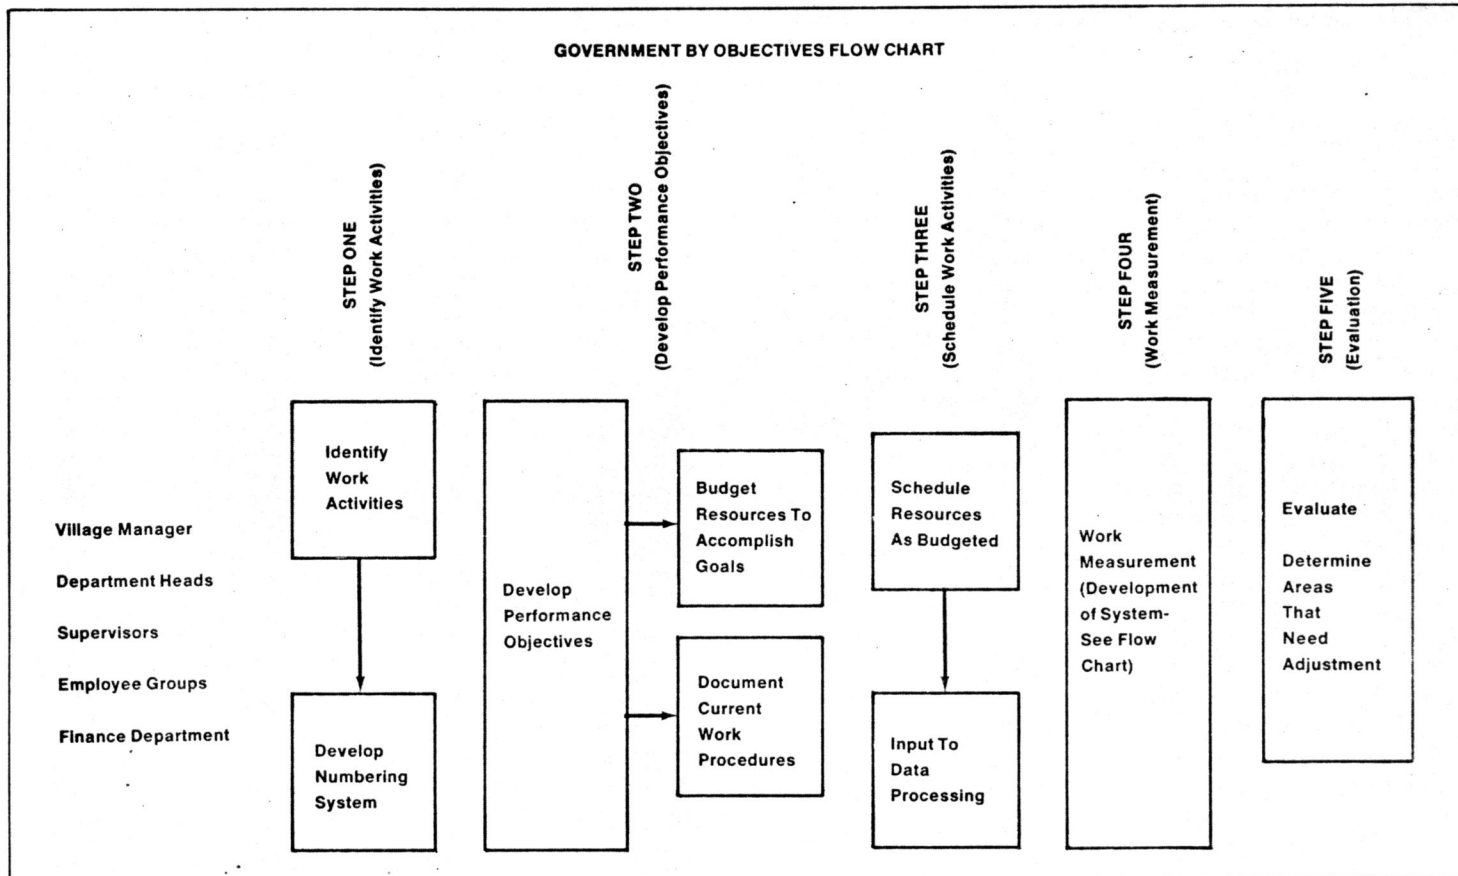 GOVERNMENT BY OBJECTIVES FLOW CHART
STEP ONE
(Identify Work Activities)
STEP TWO
(Develop Performance Objectives)
STEP THREE
(Schedule Work Activities)
STEP FOUR
(Work Measurement)
STEP FIVE
(Evaluation)
Village Manager
Department Heads
Supervisors
Employee Groups
Finance Department
Identify
Work
Activities
Develop
Numbering
System
Develop
Performance
Objectives
Budget
Resources To
Accomplish
Goals
Document
Current
Work
Procedures
Schedule
Resources
As Budgeted
Input To
Data
Processing
Work
Measurement
(Development
of System-
See Flow
Chart)
Evaluate
Determine
Areas
That
Need
Adjustment